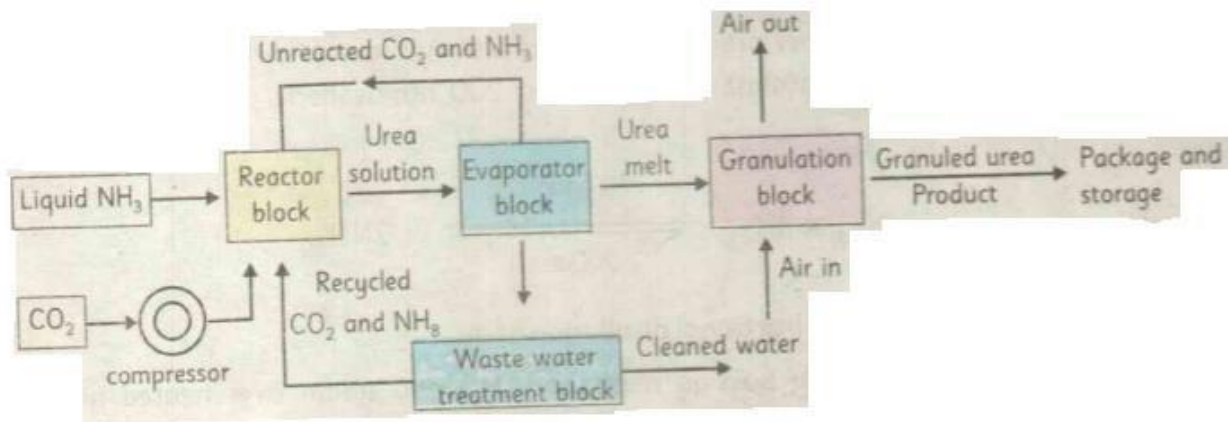 Air out
Unreacted CO₂ and NH₃
Urea
solution
Urea
melt
Liquid NH₃
Reactor
block
Evaporator
block
Granulation
block
Granuled urea
Product
Package and
storage
CO₂
compressor
Recycled
CO₂ and NH₈
Air in
Waste water
treatment block
Cleaned water